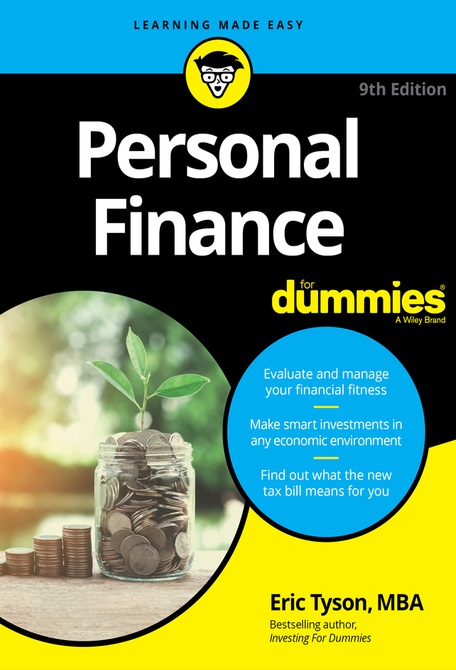 LEARNING MADE EASY
9th Edition
Personal
Finance
for
dummies®
A Wiley Brand
Evaluate and manage
your financial fitness
Make smart investments in
any economic environment
Find out what the new
tax bill means for you
Eric Tyson, MBA
Bestselling author,
Investing For Dummies